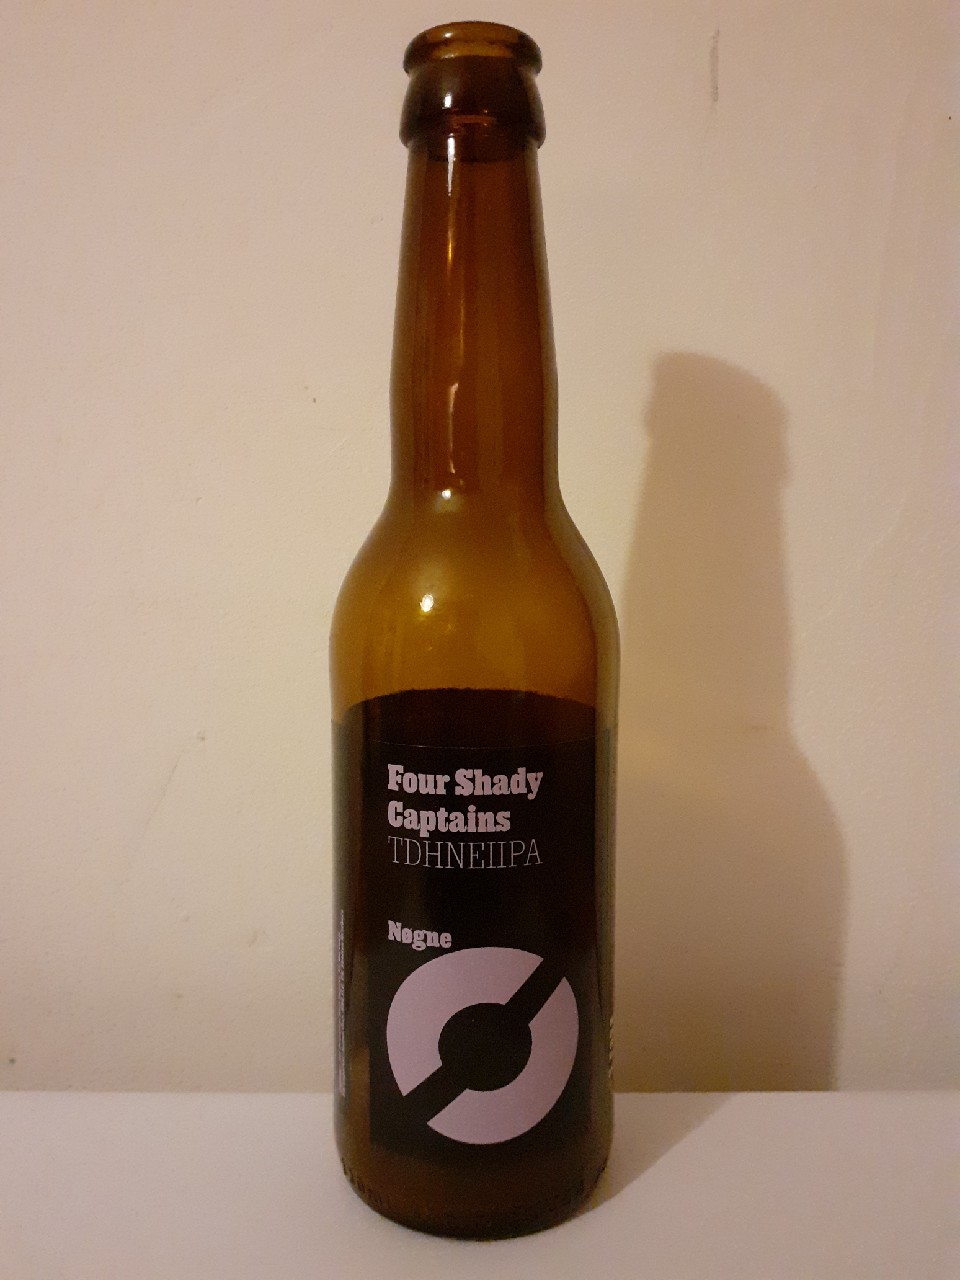 Four Shady
Captains
TDHNEIIPA
Nøgne